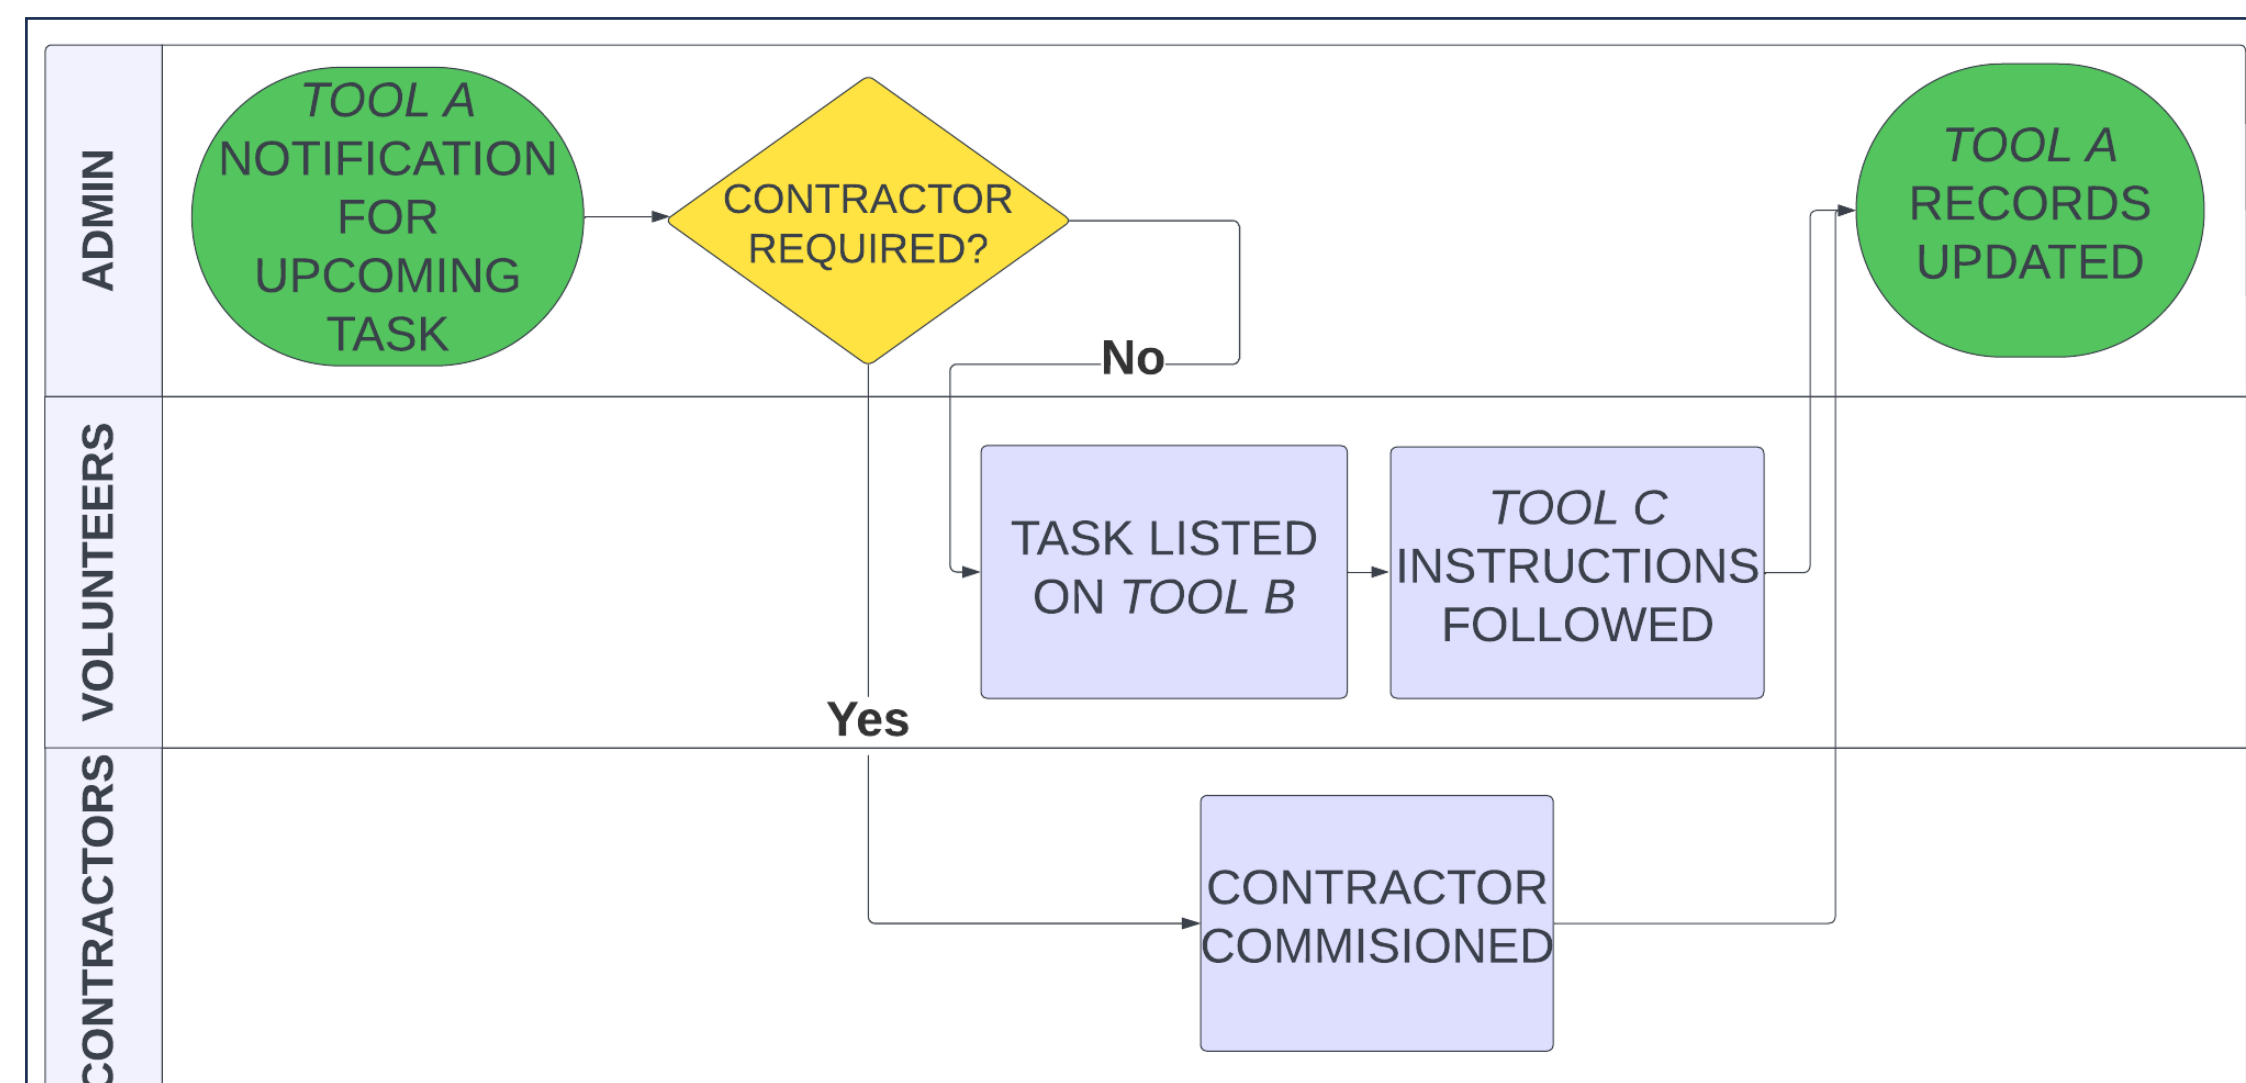 ADMIN
TOOL A
NOTIFICATION
FOR
UPCOMING
TASK
CONTRACTOR
REQUIRED?
No
TOOL A
RECORDS
UPDATED
VOLUNTEERS
TASK LISTED
ON TOOL B
TOOL C
INSTRUCTIONS
FOLLOWED
Yes
CONTRACTORS
CONTRACTOR
COMMISIONED